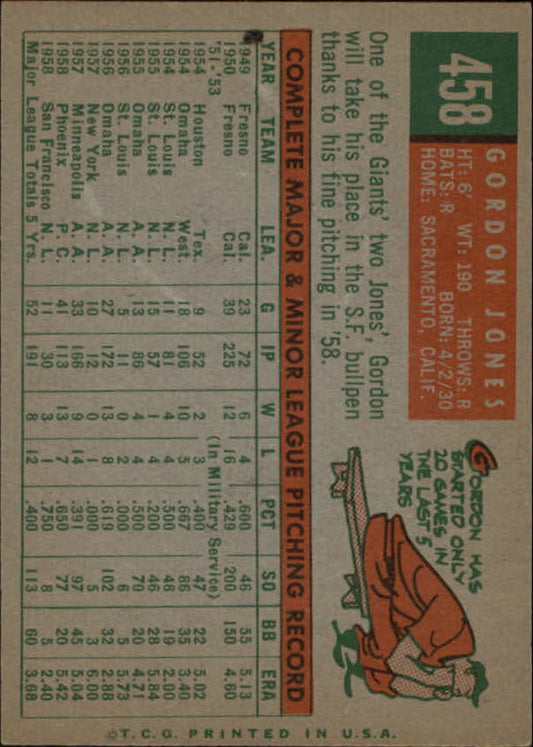 458
GORDON JONES
HT: 6' WT: 190 THROWS: R
BATS: R BORN: 4/2/30
HOME: SACRAMENTO, CALIF.
One of the Giants' two Jones', Gordon
will take his place in the S.F. bullpen
thanks to his fine pitching in '58.
GORDON HAS
STARTED ONLY
20 GAMES IN
THE LAST 5
YEARS
COMPLETE MAJOR & MINOR LEAGUE PITCHING RECORD
YEAR TEAM LEA. G IP W L PCT SO BB ERA
1949 Fresno Cal. 23 72 6 4 .600 46 55 5.13
1950 Fresno Cal. 39 225 12 16 .429 200 150 4.60
'51-'53 (In Military Service)
1954 Houston Tex. 9 52 2 3 .400 47 22 5.02
1954 Omaha West. 18 106 10 5 .667 86 35 3.40
1954 St. Louis N. L. 11 81 4 4 .500 48 19 2.00
1955 St. Louis N. L. 15 57 1 4 .200 46 28 5.84
1955 Omaha A. A. 13 86 4 4 .500 70 20 4.71
1956 St. Louis N. L. 5 11 0 2 .000 6 5 5.73
1956 Omaha A. A. 27 172 13 8 .619 102 32 2.88
1957 New York N. L. 10 12 0 1 .000 5 3 6.00
1957 Minneapolis A. A. 33 166 9 14 .391 97 45 5.04
1958 Phoenix P. C. 41 113 13 7 .650 77 20 5.42
1958 San Francisco N. L. 11 30 3 1 .750 8 5 2.40
Major League Totals 5 Yrs. 52 191 8 12 .400 113 60 3.68
©T.C.G. PRINTED IN U.S.A.